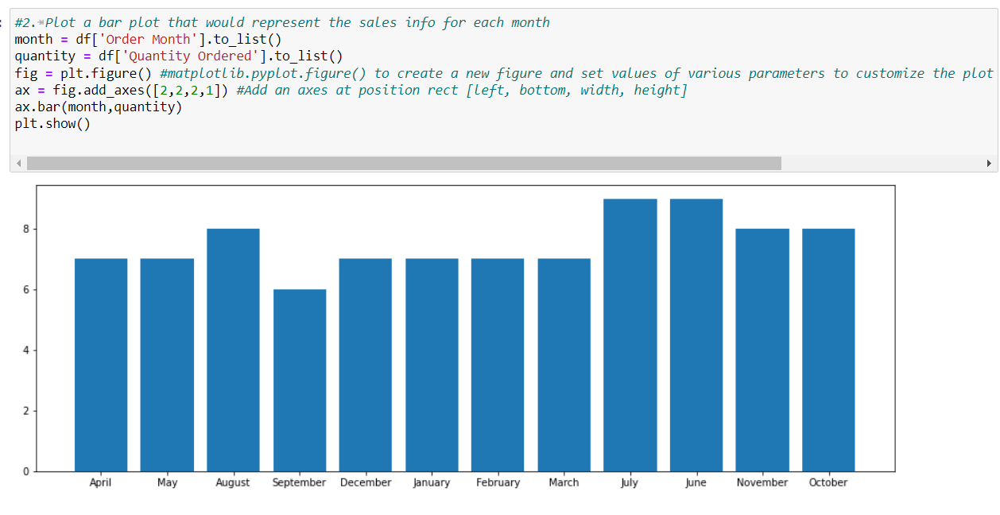 #2. Plot a bar plot that would represent the sales info for each month
month = df['Order Month'].to_list()
quantity = df['Quantity Ordered'].to_list()
fig = plt.figure() #matplotlib.pyplot.figure() to create a new figure and set values of various parameters to customize the plot
ax = fig.add_axes([2,2,2,1]) #Add an axes at position rect [left, bottom, width, height]
ax.bar(month,quantity)
plt.show()
8
6
4
2
0
April May August September December January February March July June November October